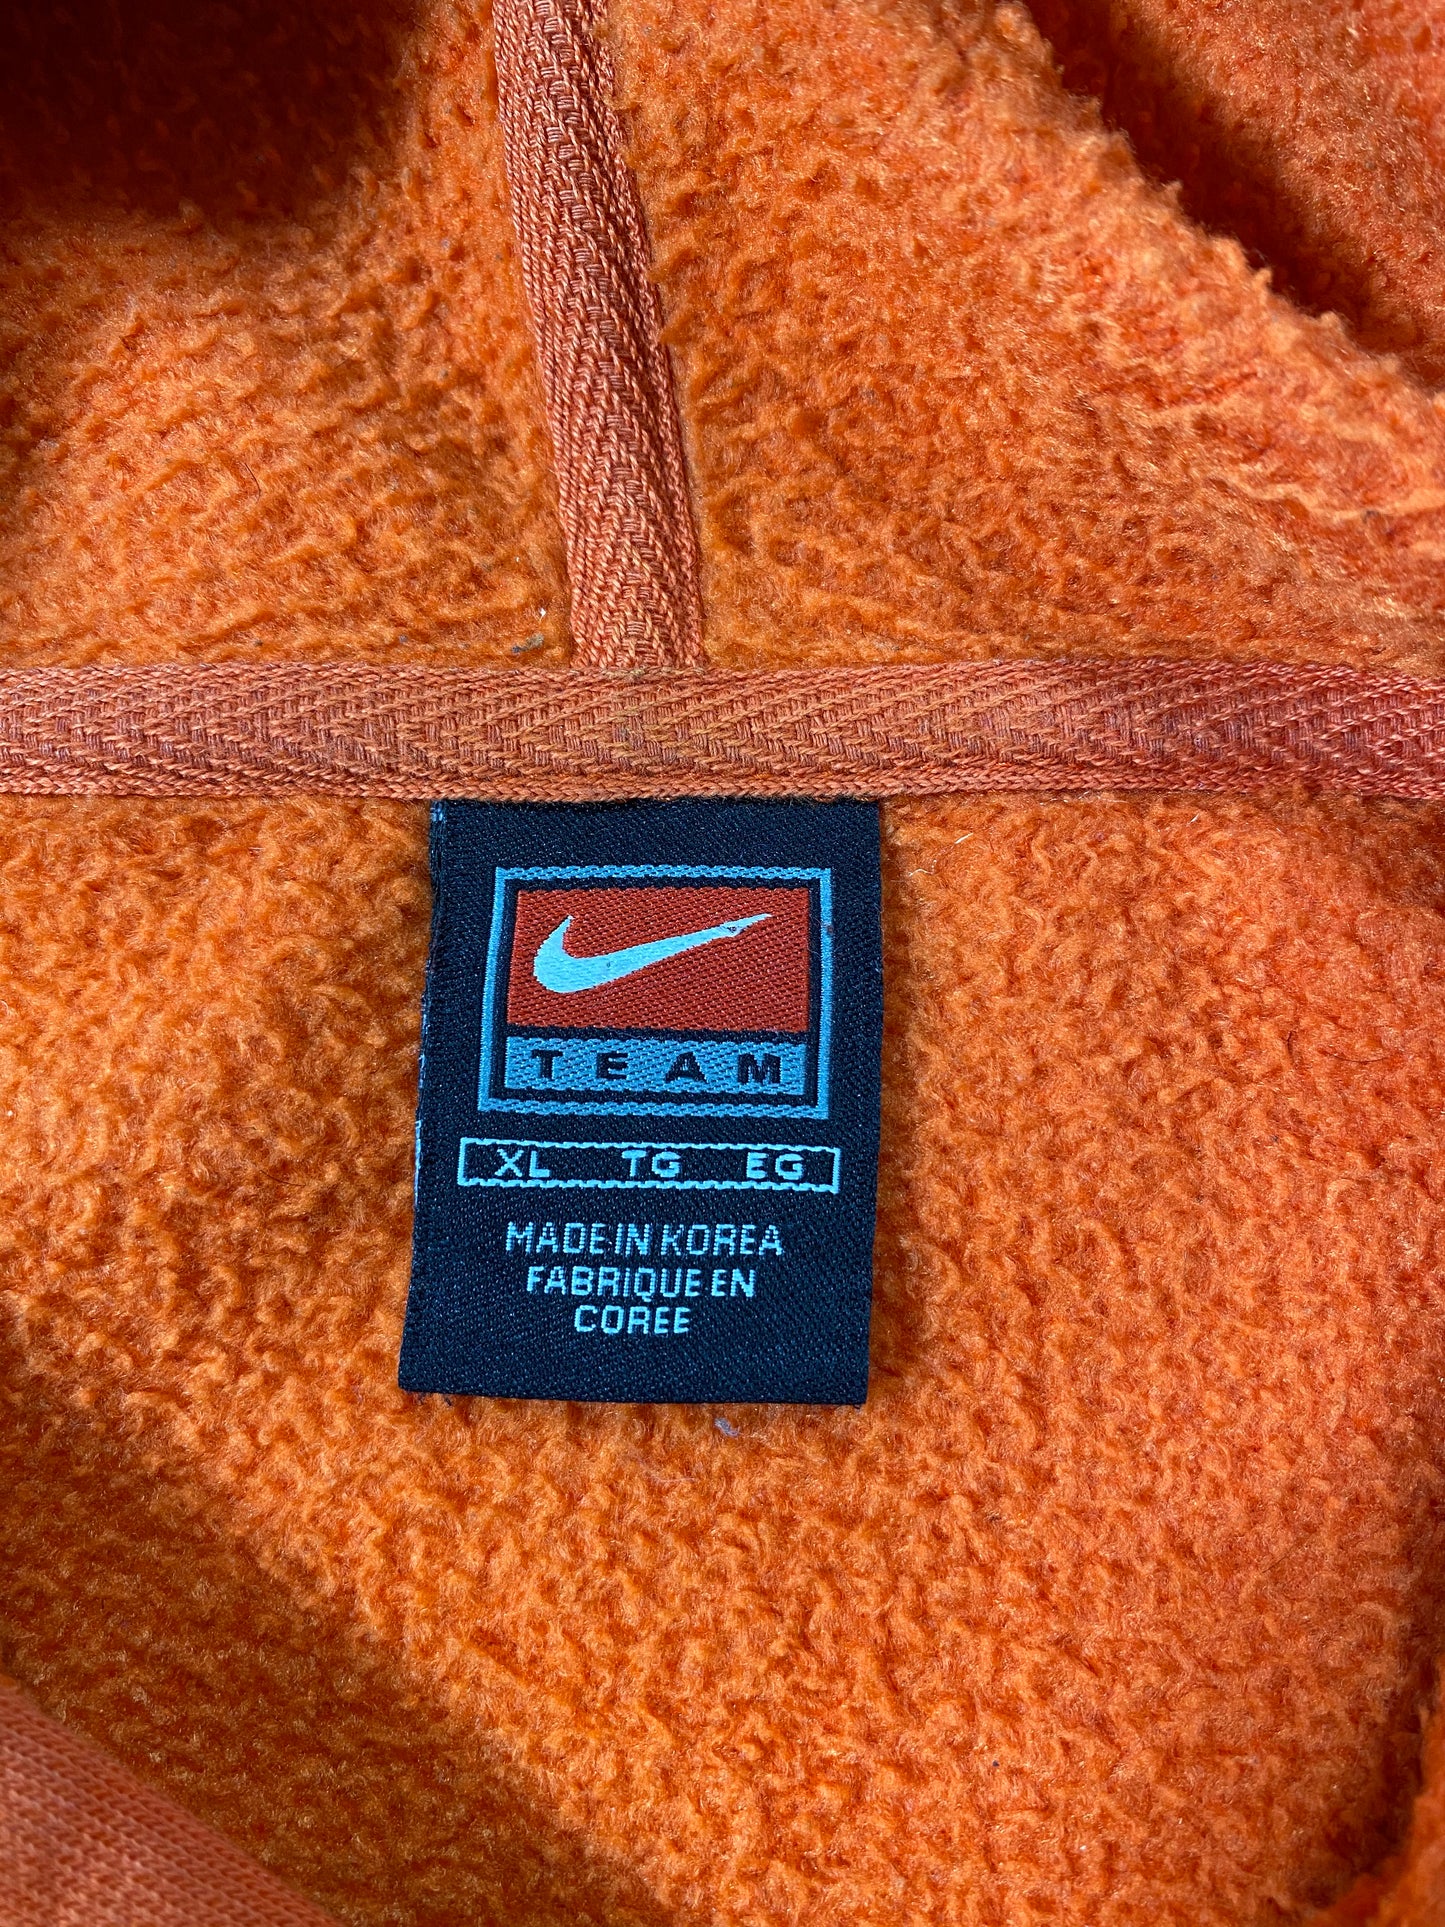 TEAM
XL TG EG
MADE IN KOREA
FABRIQUE EN
COREE